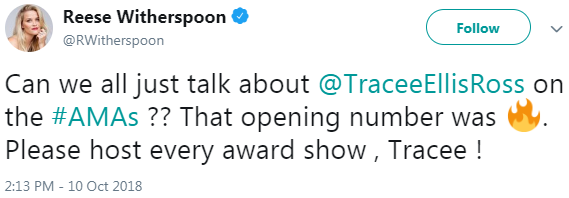 Reese Witherspoon
@RWitherspoon
Follow
Can we all just talk about @TraceeEllisRoss on
the #AMAs ?? That opening number was 🔥.
Please host every award show , Tracee !
2:13 PM - 10 Oct 2018